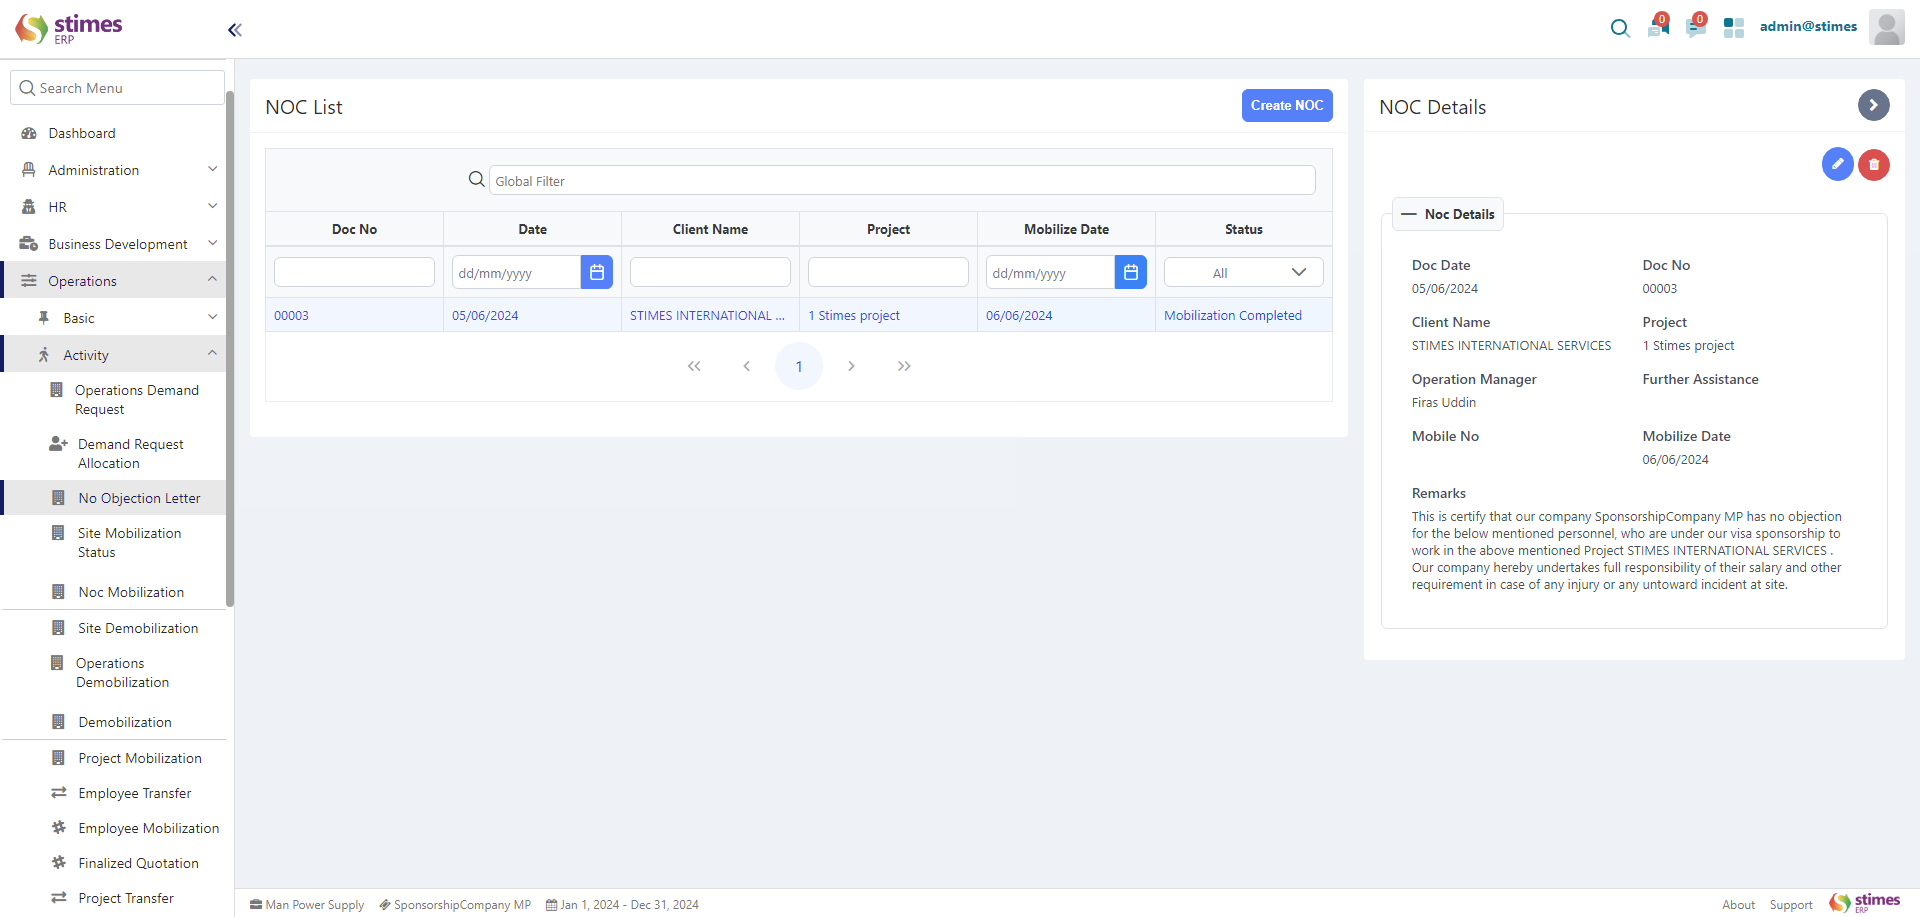 stimes
ERP
0
0
admin@stimes
Search Menu
Dashboard
Administration
HR
Business Development
Operations
Basic
Activity
Operations Demand
Request
Demand Request
Allocation
No Objection Letter
Site Mobilization
Status
Noc Mobilization
Site Demobilization
Operations
Demobilization
Demobilization
Project Mobilization
Employee Transfer
Employee Mobilization
Finalized Quotation
Project Transfer
NOC List
Create NOC
Global Filter
Doc No Date Client Name Project Mobilize Date Status
dd/mm/yyyy dd/mm/yyyy All
00003 05/06/2024 STIMES INTERNATIONAL ... 1 Stimes project 06/06/2024 Mobilization Completed
1
NOC Details
Noc Details
Doc Date Doc No
05/06/2024 00003
Client Name Project
STIMES INTERNATIONAL SERVICES 1 Stimes project
Operation Manager Further Assistance
Firas Uddin
Mobile No Mobilize Date
06/06/2024
Remarks
This is certify that our company SponsorshipCompany MP has no objection
for the below mentioned personnel, who are under our visa sponsorship to
work in the above mentioned Project STIMES INTERNATIONAL SERVICES .
Our company hereby undertakes full responsibility of their salary and other
requirement in case of any injury or any untoward incident at site.
Man Power Supply SponsorshipCompany MP Jan 1, 2024 - Dec 31, 2024
About Support stimes
ERP